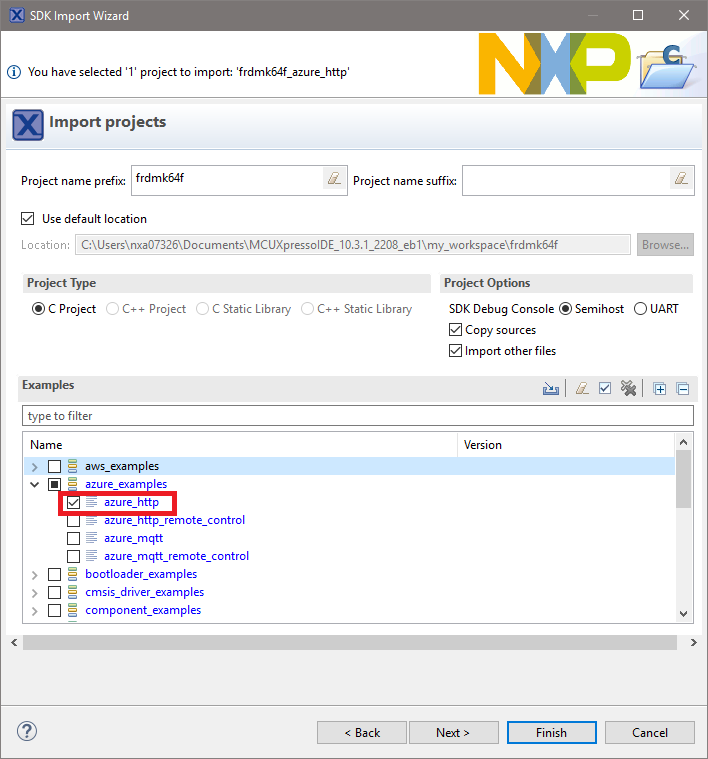 SDK Import Wizard
You have selected '1' project to import: 'frdmk64f_azure_http'
NXP
C
X Import projects
Project name prefix: frdmk64f Project name suffix:
Use default location
Location: C:\Users\nxa07326\Documents\MCUXpressoIDE_10.3.1_2208_eb1\my_workspace\frdmk64f Browse...
Project Type Project Options
C Project C++ Project C Static Library C++ Static Library SDK Debug Console Semihost UART
Copy sources
Import other files
Examples
type to filter
Name Version
aws_examples
azure_examples
azure_http
azure_http_remote_control
azure_mqtt
azure_mqtt_remote_control
bootloader_examples
cmsis_driver_examples
component_examples
? < Back Next > Finish Cancel